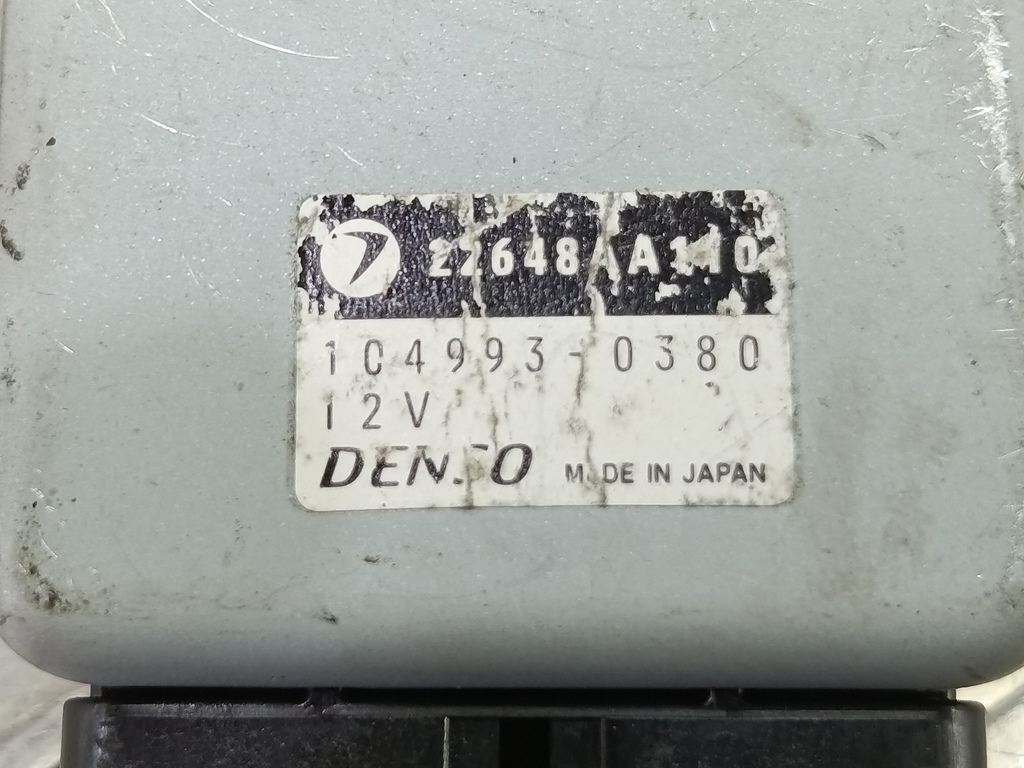 22648AA110
104993-0380
12V
DENSO MADE IN JAPAN